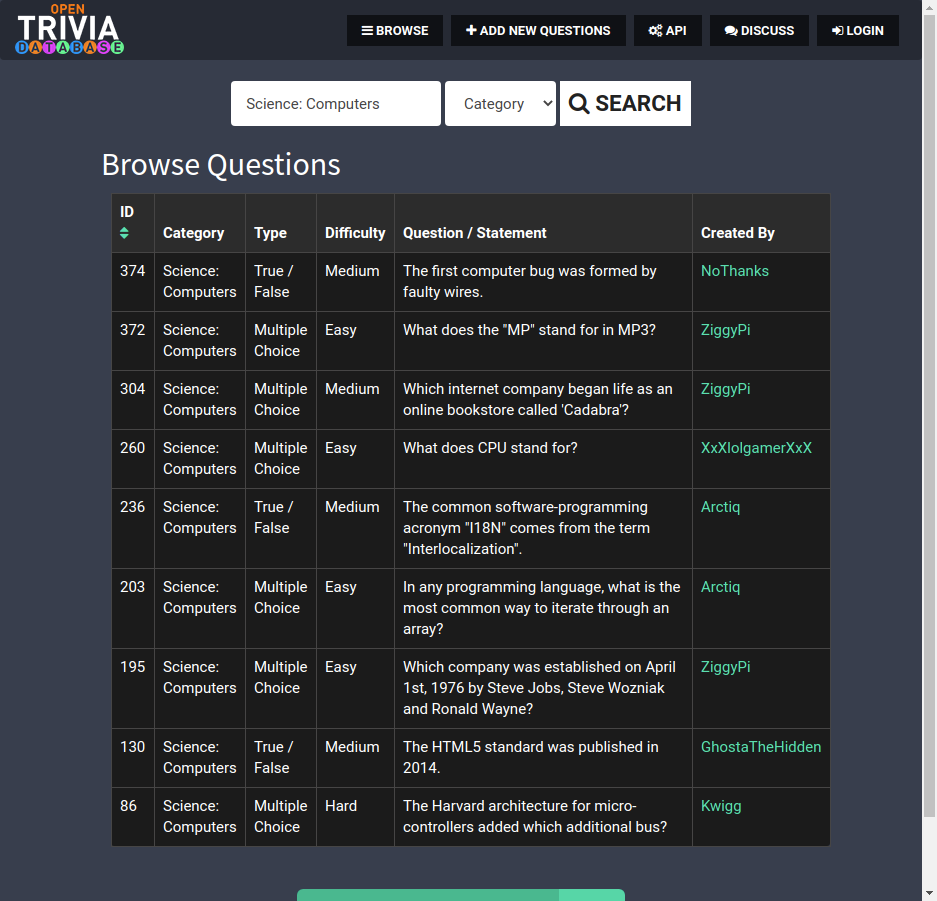 OPEN
TRIVIA
DATABASE
BROWSE
ADD NEW QUESTIONS
API
DISCUSS
LOGIN
Science: Computers
Category
SEARCH
Browse Questions
ID
Category
Type
Difficulty
Question / Statement
Created By
374
Science:
Computers
True /
False
Medium
The first computer bug was formed by
faulty wires.
NoThanks
372
Science:
Computers
Multiple
Choice
Easy
What does the "MP" stand for in MP3?
ZiggyPi
304
Science:
Computers
Multiple
Choice
Medium
Which internet company began life as an
online bookstore called 'Cadabra'?
ZiggyPi
260
Science:
Computers
Multiple
Choice
Easy
What does CPU stand for?
XxXlolgamerXxX
236
Science:
Computers
True /
False
Medium
The common software-programming
acronym "I18N" comes from the term
"Interlocalization".
Arctiq
203
Science:
Computers
Multiple
Choice
Easy
In any programming language, what is the
most common way to iterate through an
array?
Arctiq
195
Science:
Computers
Multiple
Choice
Easy
Which company was established on April
1st, 1976 by Steve Jobs, Steve Wozniak
and Ronald Wayne?
ZiggyPi
130
Science:
Computers
True /
False
Medium
The HTML5 standard was published in
2014.
GhostaTheHidden
86
Science:
Computers
Multiple
Choice
Hard
The Harvard architecture for micro-
controllers added which additional bus?
Kwigg